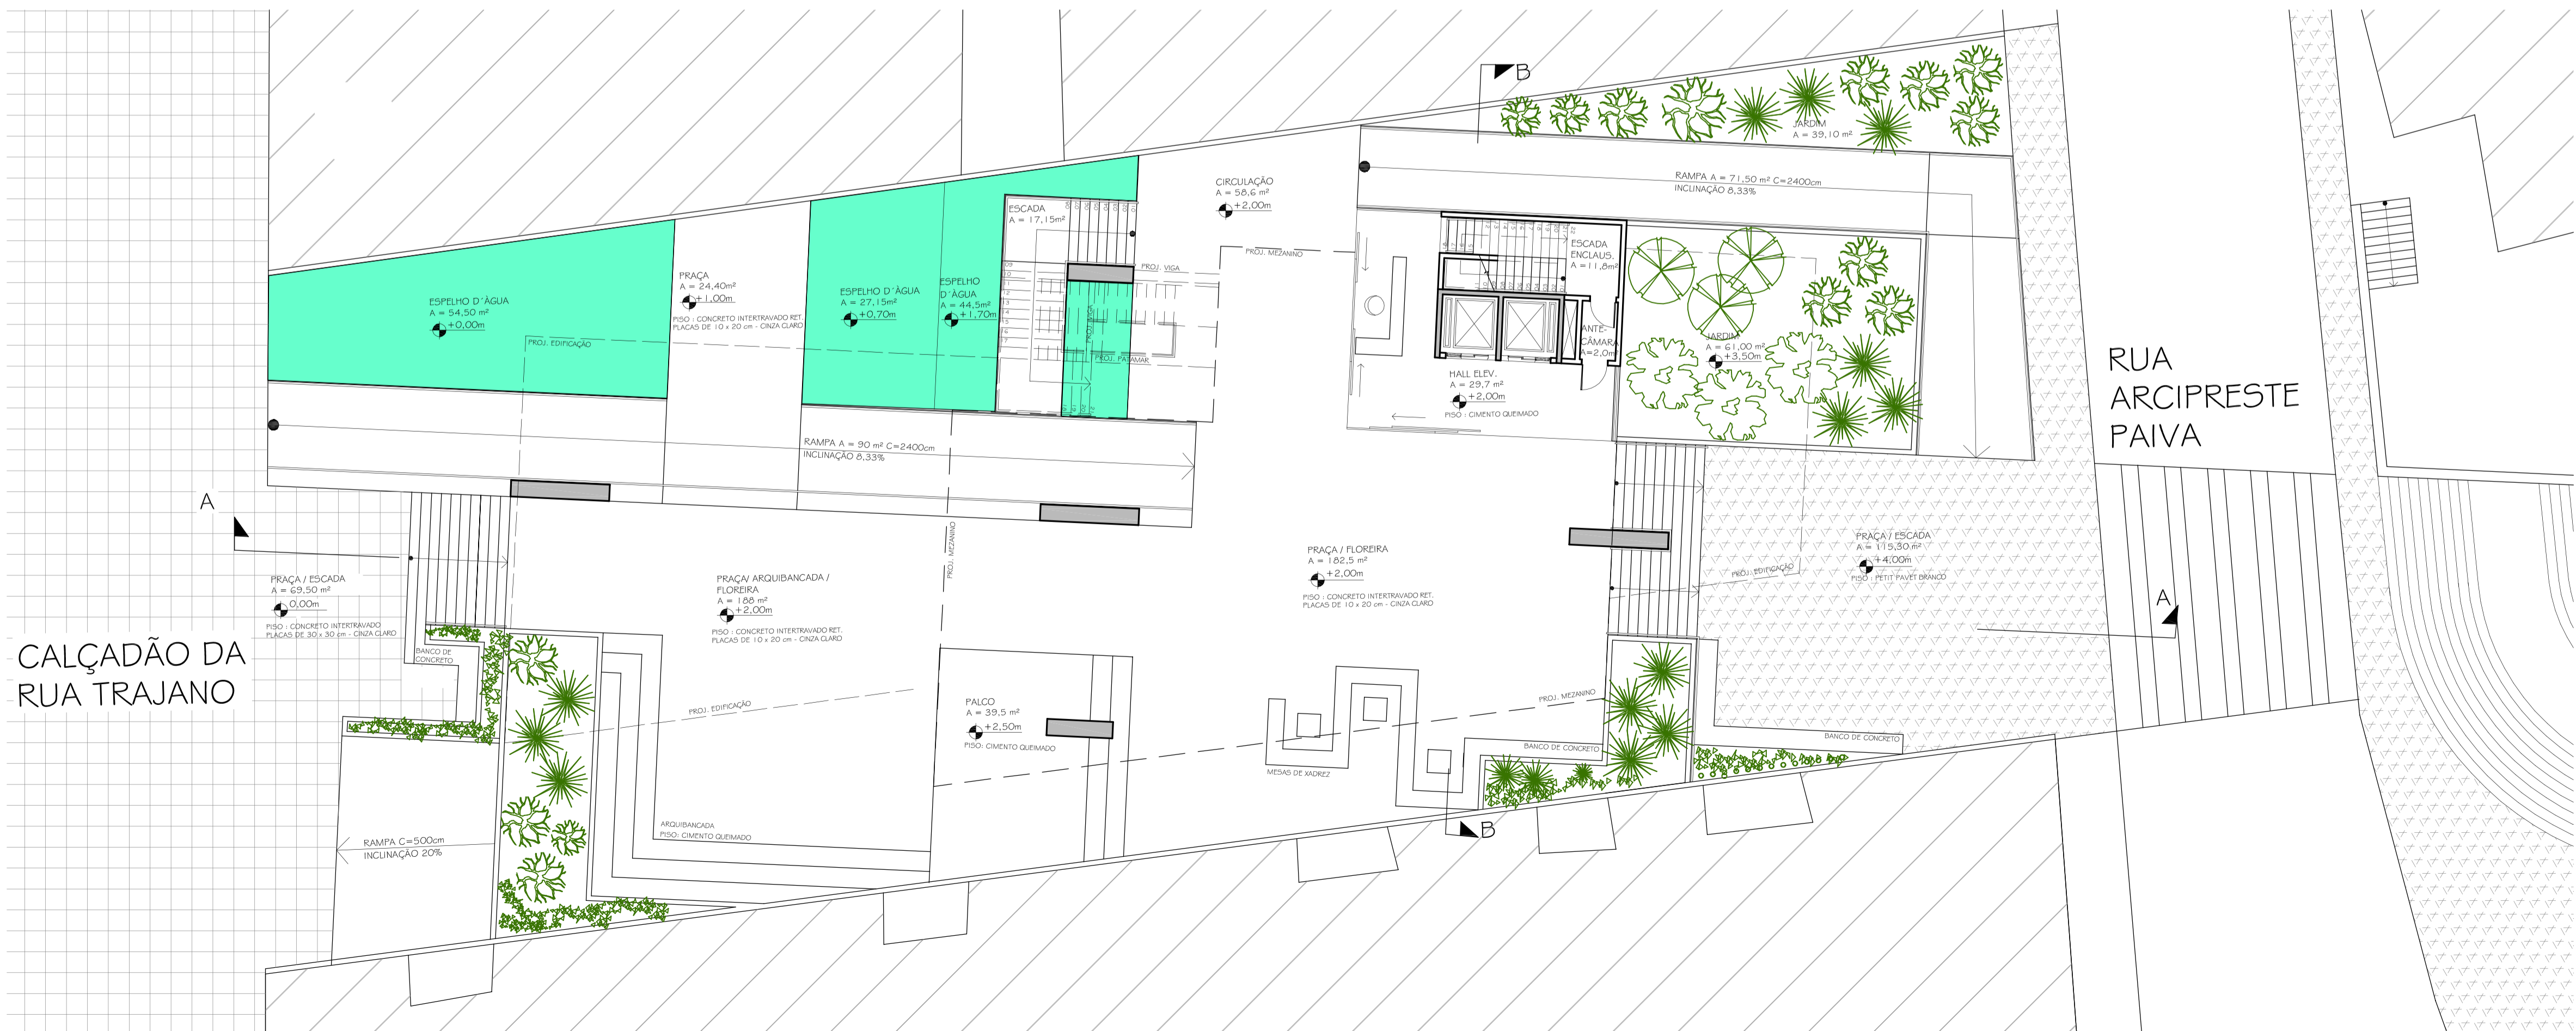 B
JARDIM
A = 39,10 m²
RAMPA A = 71,50 m² C=2400cm
INCLINAÇÃO 8,33%
CIRCULAÇÃO
A = 58,6 m²
+2,00m
ESCADA
A = 17,15m²
PROJ. MEZANINO
PROJ. VIGA
ESCADA
ENCLAUS.
A =11,8m²
PRAÇA
A = 24,40m²
+1,00m
PISO : CONCRETO INTERTRAVADO RET.
PLACAS DE 10 x 20 cm - CINZA CLARO
ESPELHO D´ÀGUA
A = 54,50 m²
+0,00m
ESPELHO D´ÀGUA
A = 27,15m²
+0,70m
ESPELHO
D´ÀGUA
A = 44,5m²
+1,70m
PROJ. EDIFICAÇÃO
PROJ. PATAMAR
ANTE-
CÂMARA
A=2,0m²
JARDIM
A = 61,00 m²
+3,50m
HALL ELEV.
A = 29,7 m²
+2,00m
PISO : CIMENTO QUEIMADO
RUA
ARCIPRESTE
PAIVA
RAMPA A = 90 m² C=2400cm
INCLINAÇÃO 8,33%
A
PROJ. MEZANINO
PRAÇA / ESCADA
A = 69,50 m²
0,00m
PISO : CONCRETO INTERTRAVADO
PLACAS DE 30 x 30 cm - CINZA CLARO
PRAÇA/ ARQUIBANCADA /
FLOREIRA
A = 188 m²
+2,00m
PISO : CONCRETO INTERTRAVADO RET.
PLACAS DE 10 x 20 cm - CINZA CLARO
PRAÇA / FLOREIRA
A = 182,5 m²
+2,00m
PISO : CONCRETO INTERTRAVADO RET.
PLACAS DE 10 x 20 cm - CINZA CLARO
PRAÇA / ESCADA
A = 115,30 m²
+4,00m
PISO : PETIT PAVET BRANCO
PROJ. EDIFICAÇÃO
A
CALÇADÃO DA
RUA TRAJANO
BANCO DE
CONCRETO
PROJ. EDIFICAÇÃO
PALCO
A = 39,5 m²
+2,50m
PISO: CIMENTO QUEIMADO
PROJ. MEZANINO
BANCO DE CONCRETO
BANCO DE CONCRETO
MESAS DE XADREZ
ARQUIBANCADA
PISO: CIMENTO QUEIMADO
B
RAMPA C=500cm
INCLINAÇÃO 20%